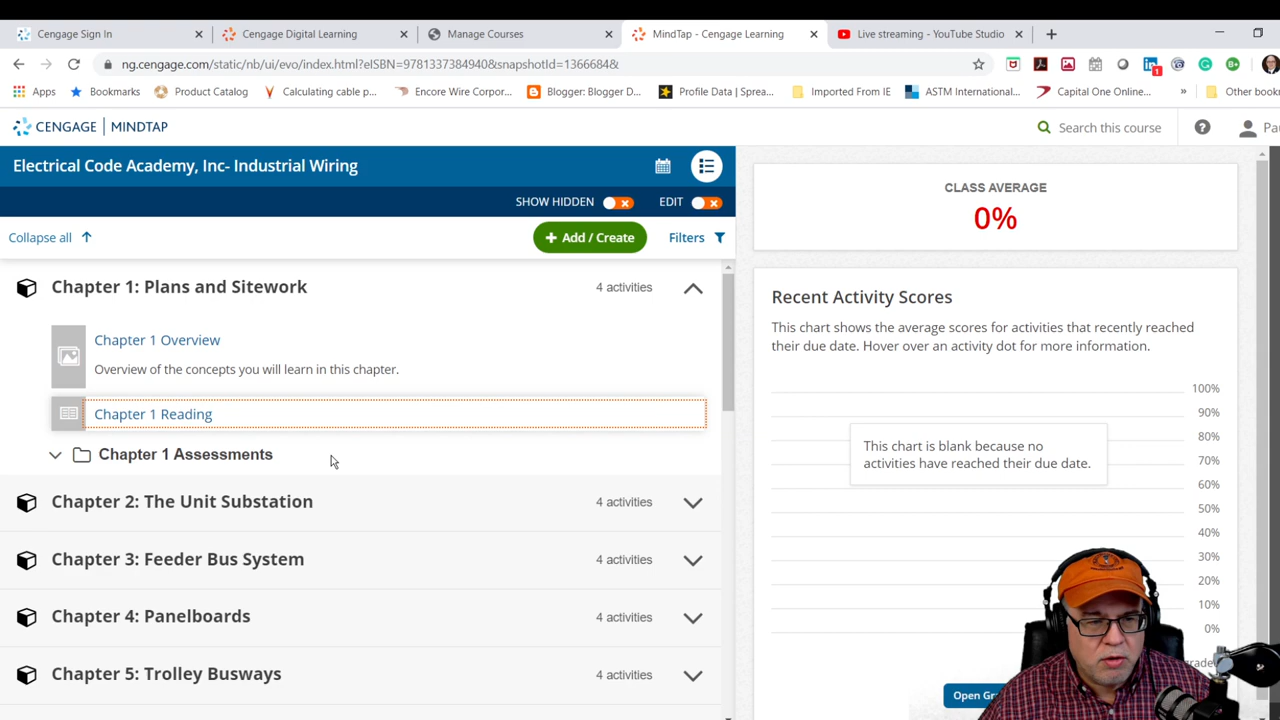 Cengage Sign In
Cengage Digital Learning
Manage Courses
MindTap - Cengage Learning
Live streaming - YouTube Studio
ng.cengage.com/static/nb/ui/evo/index.html?eISBN=9781337384940&snapshotId=1366684&
1
Apps
Bookmarks
Product Catalog
Calculating cable p...
Encore Wire Corpor...
Blogger: Blogger D...
Profile Data | Sprea...
Imported From IE
ASTM International...
Capital One Online...
Other book
CENGAGE | MINDTAP
Search this course
Pa
Electrical Code Academy, Inc- Industrial Wiring
SHOW HIDDEN
EDIT
Collapse all
+ Add / Create
Filters
Chapter 1: Plans and Sitework
4 activities
Chapter 1 Overview
Overview of the concepts you will learn in this chapter.
Chapter 1 Reading
Chapter 1 Assessments
Chapter 2: The Unit Substation
4 activities
Chapter 3: Feeder Bus System
4 activities
Chapter 4: Panelboards
4 activities
Chapter 5: Trolley Busways
4 activities
CLASS AVERAGE
0%
Recent Activity Scores
This chart shows the average scores for activities that recently reached
their due date. Hover over an activity dot for more information.
100%
90%
80%
70%
60%
50%
40%
30%
20%
10%
0%
This chart is blank because no
activities have reached their due date.
Open Gr